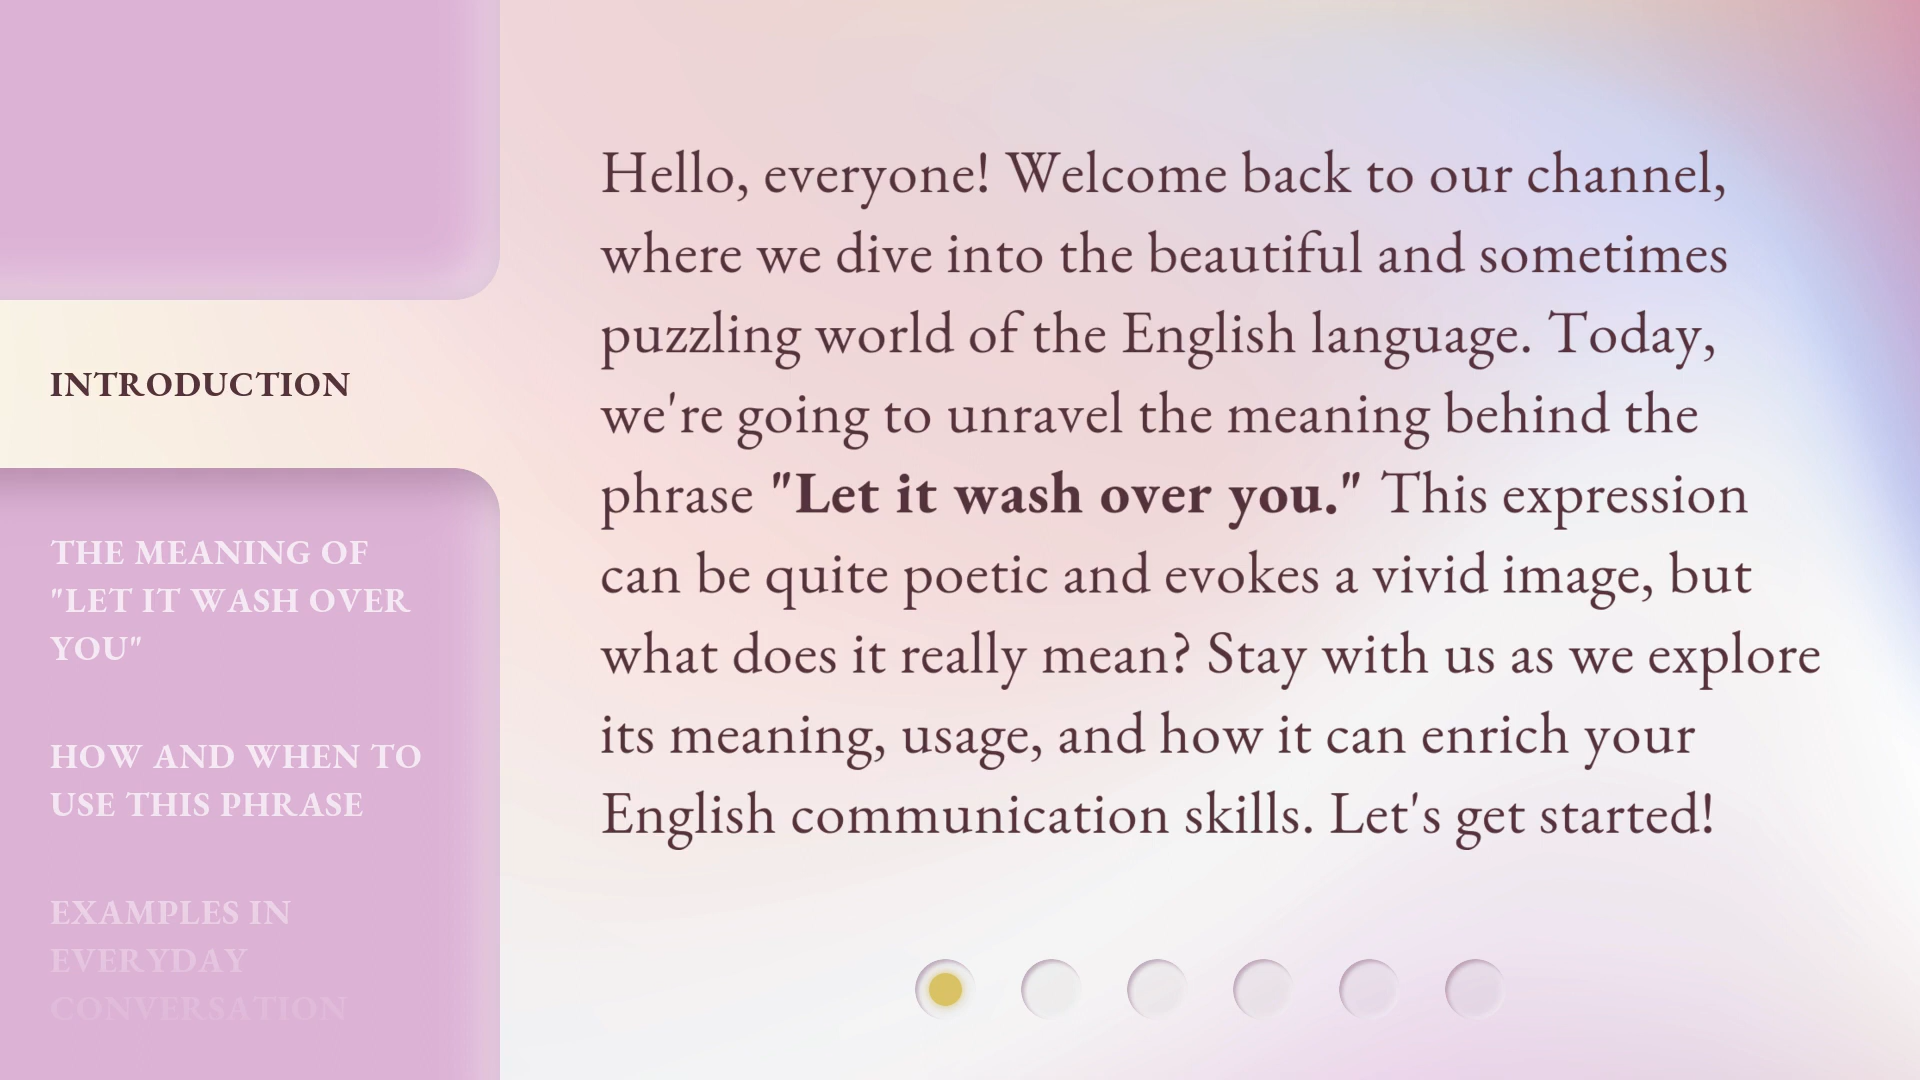 INTRODUCTION
THE MEANING OF
"LET IT WASH OVER
YOU"
HOW AND WHEN TO
USE THIS PHRASE
EXAMPLES IN
EVERYDAY
CONVERSATION
Hello, everyone! Welcome back to our channel,
where we dive into the beautiful and sometimes
puzzling world of the English language. Today,
we're going to unravel the meaning behind the
phrase "Let it wash over you." This expression
can be quite poetic and evokes a vivid image, but
what does it really mean? Stay with us as we explore
its meaning, usage, and how it can enrich your
English communication skills. Let's get started!